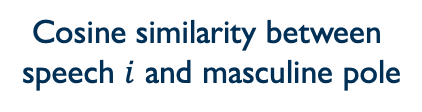 Cosine similarity between
speech i and masculine pole